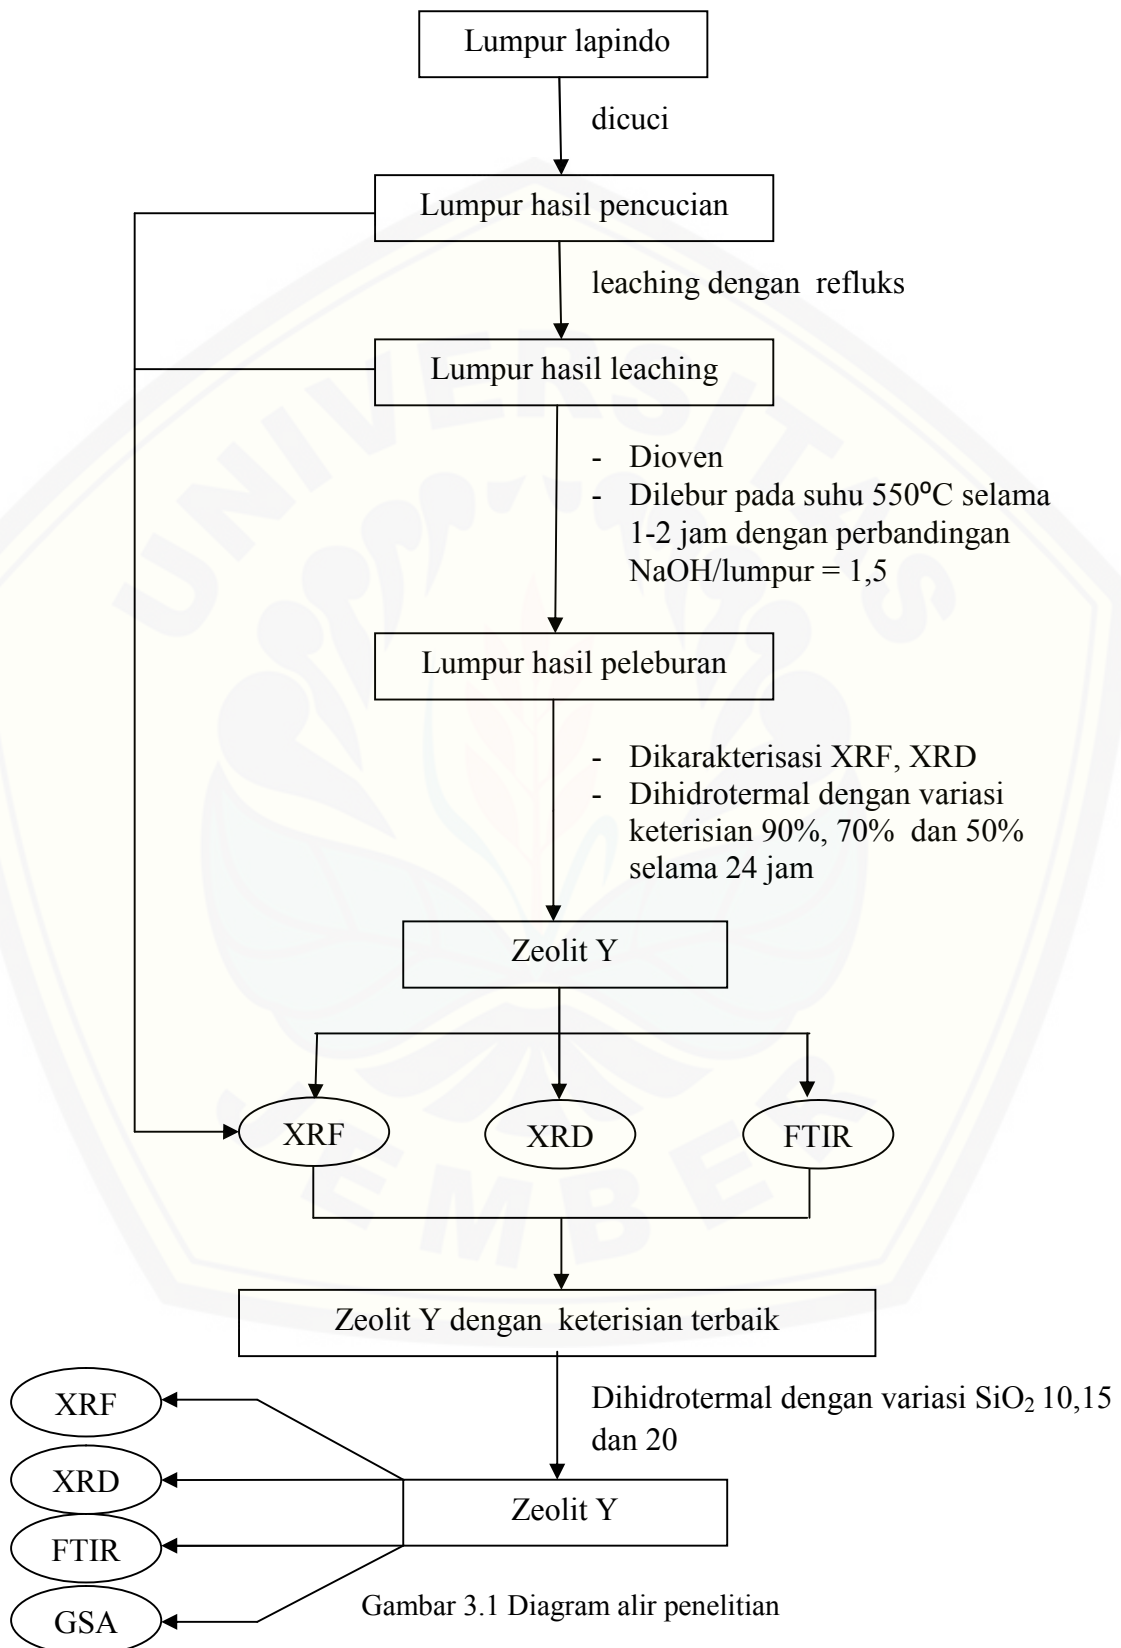 Lumpur lapindo
dicuci
Lumpur hasil pencucian
leaching dengan  refluks
Lumpur hasil leaching
- Dioven
- Dilebur pada suhu 550⁰C selama
1-2 jam dengan perbandingan
NaOH/lumpur = 1,5
Lumpur hasil peleburan
- Dikarakterisasi XRF, XRD
- Dihidrotermal dengan variasi
keterisian 90%, 70%  dan 50%
selama 24 jam
Zeolit Y
XRF
XRD
FTIR
Zeolit Y dengan  keterisian terbaik
Dihidrotermal dengan variasi SiO₂ 10,15
dan 20
Zeolit Y
XRF
XRD
FTIR
GSA
Gambar 3.1 Diagram alir penelitian
UNIVERSITAS
JEMBER